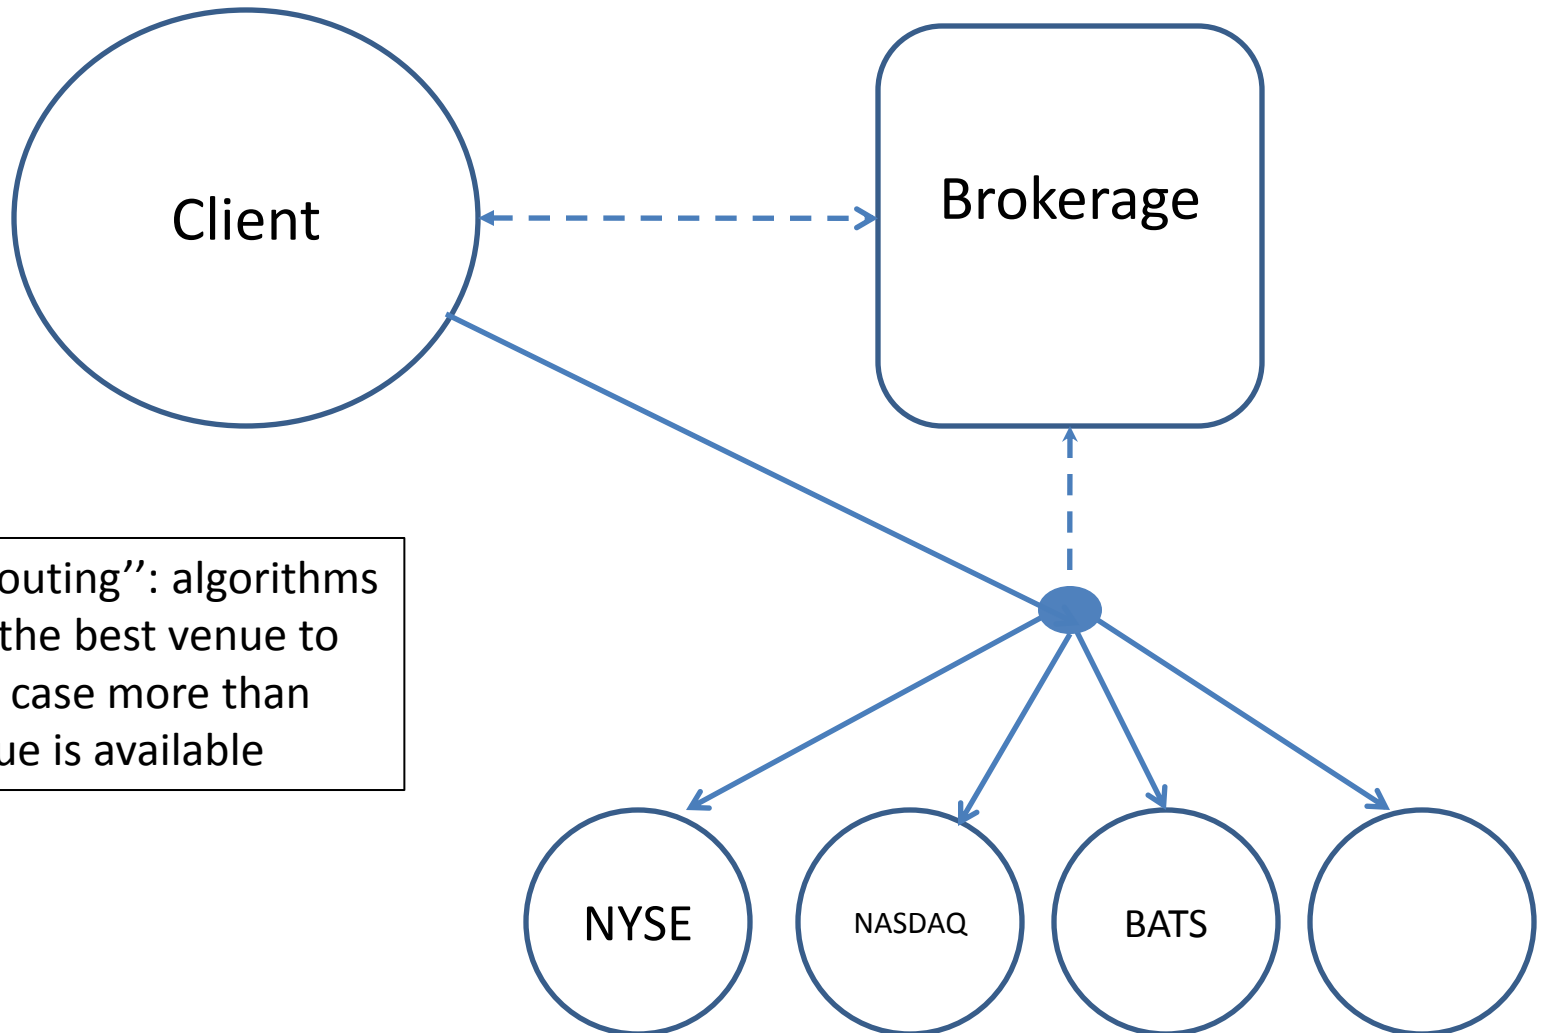 Client
Brokerage
outing’’: algorithms
the best venue to
case more than
ue is available
NYSE
NASDAQ
BATS